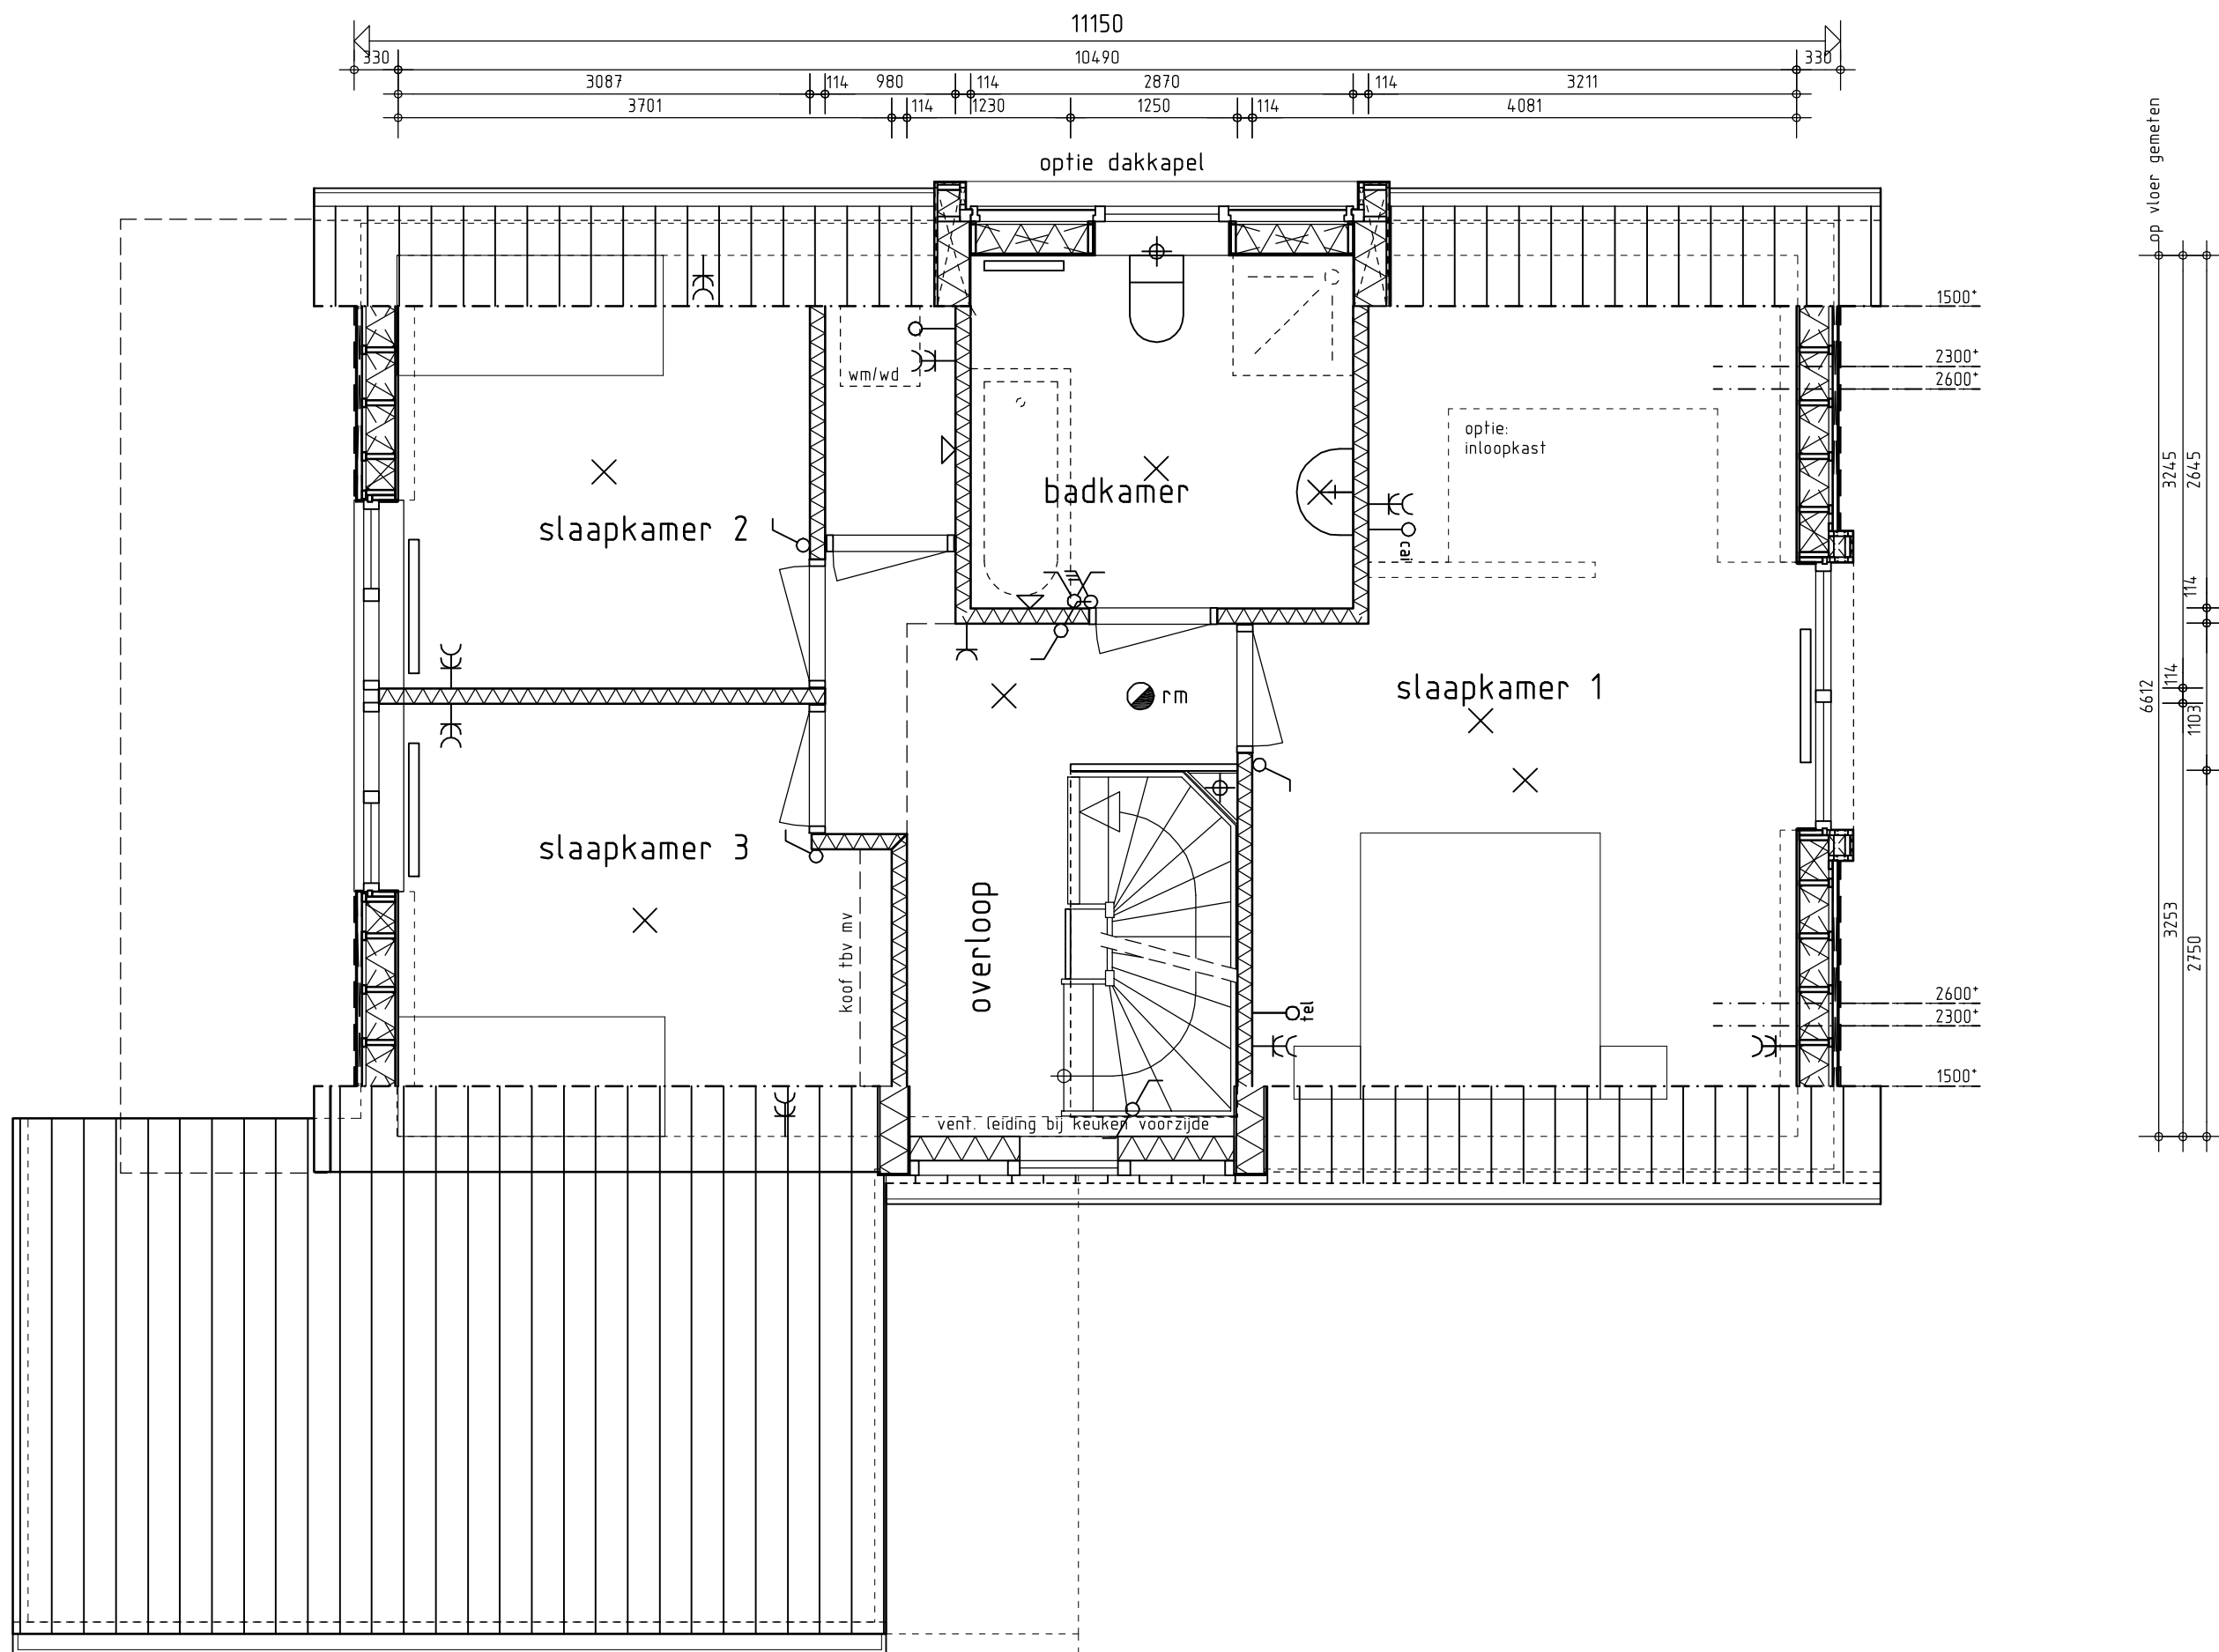 11150
330 10490 330
3087 114 980 114 2870 114 3211
3701 114 1230 1250 114 4081
optie dakkapel
op vloer gemeten
1500+
2300+
2600+
wm/wd
optie:
inloopkast
badkamer
slaapkamer 2
cai
3245
2645
114
114
6612
1103
slaapkamer 1
rm
slaapkamer 3
overloop
koof tbv mv
3253
2750
tel
2600+
2300+
1500+
vent. leiding bij keuken voorzijde